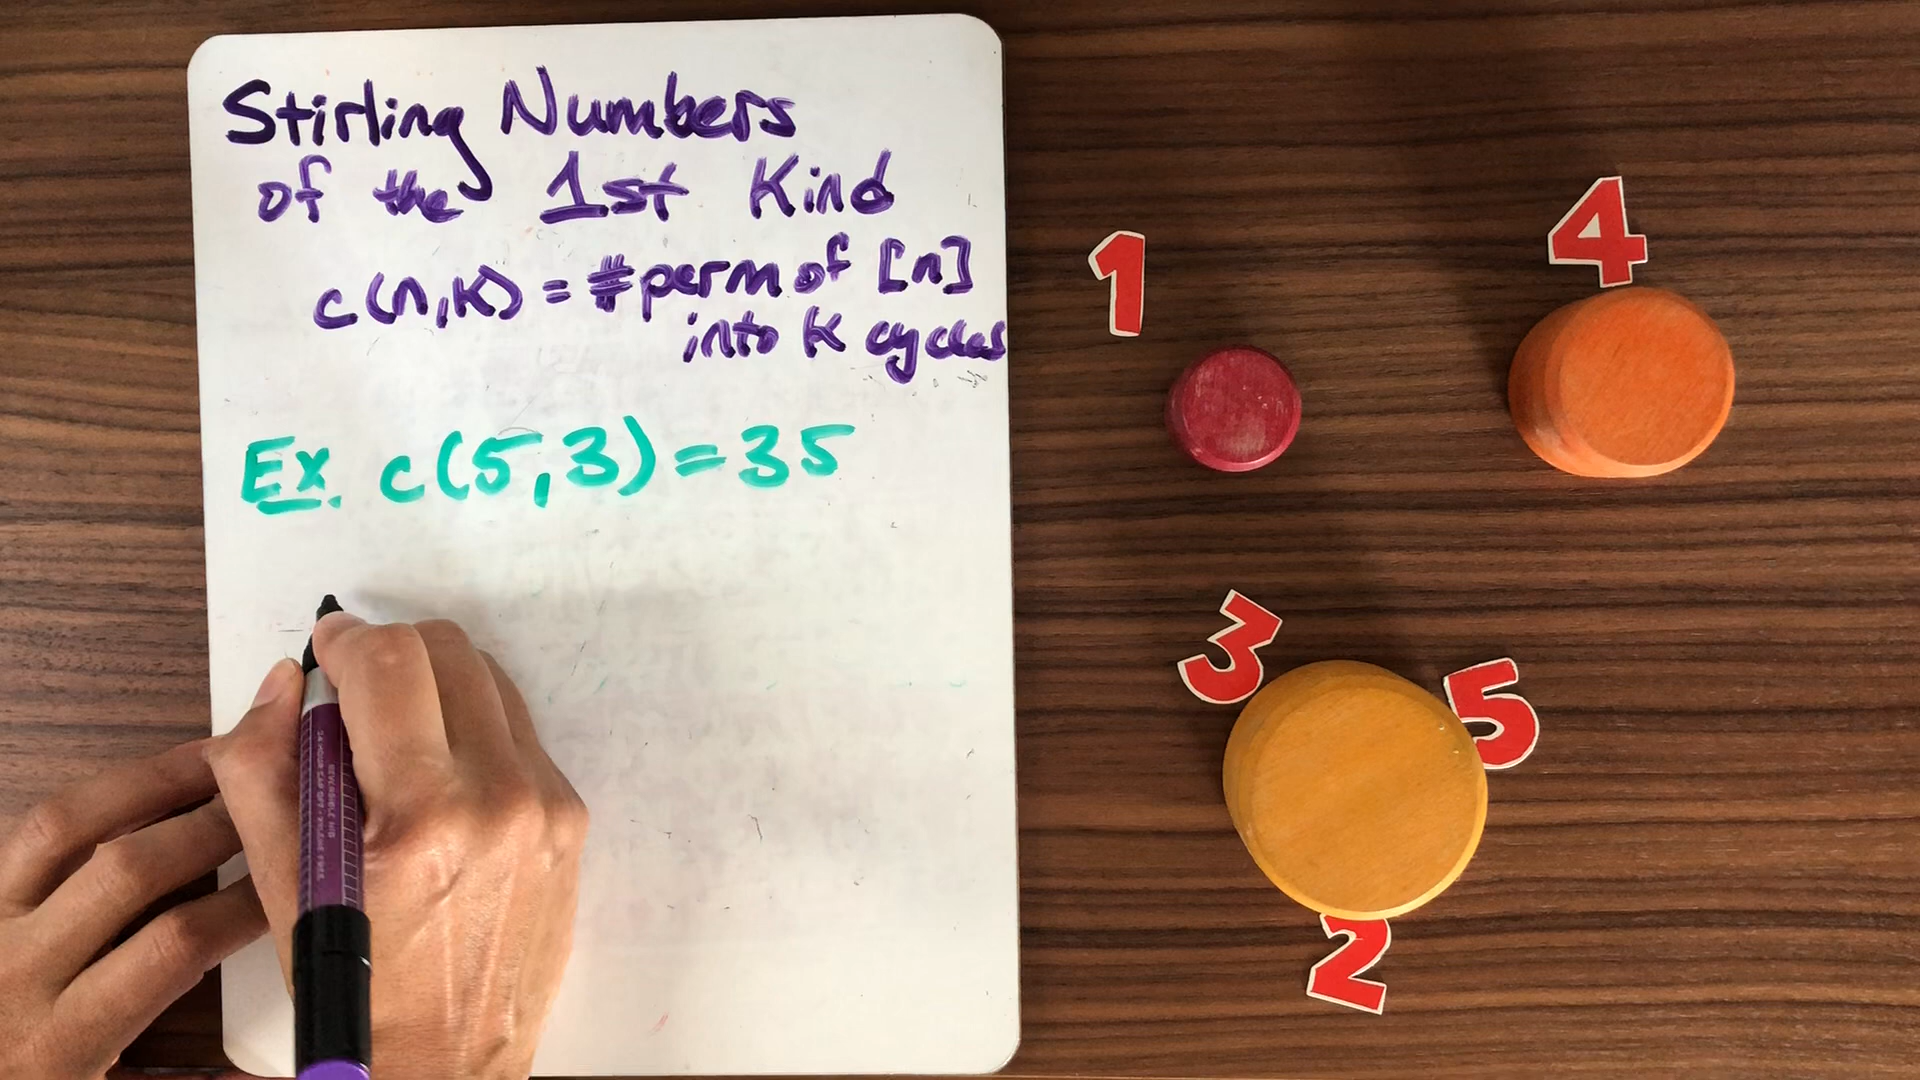 Stirling Numbers
of the 1st Kind
c(n,k) = #perm of [n]
into k cycles
Ex. c(5,3)=35
1
4
3
5
2